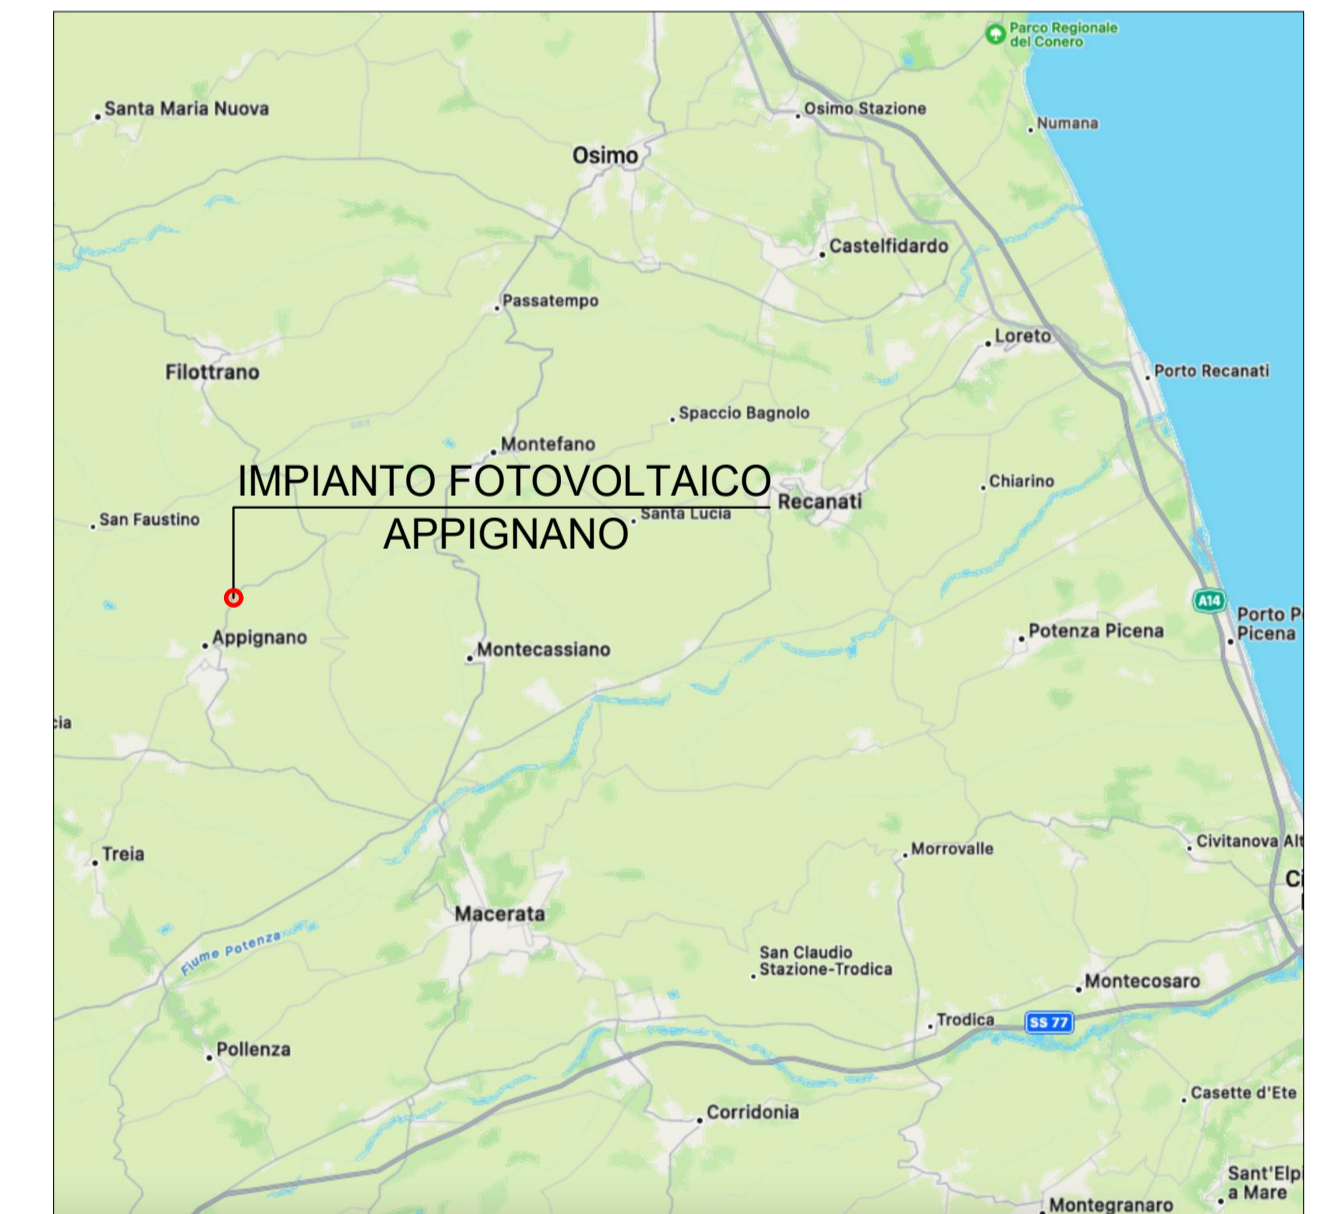 Parco Regionale
del Conero
Santa Maria Nuova
Osimo Stazione
Numana
Osimo
Castelfidardo
Passatempo
Loreto
Filottrano
Porto Recanati
Spaccio Bagnolo
Montefano
IMPIANTO FOTOVOLTAICO
Chiarino
Recanati
San Faustino
Santa Lucia
APPIGNANO
A14
Porto P
Picena
Appignano
Potenza Picena
Montecassiano
cia
Treia
Morrovalle
Civitanova Alt
Ci
Macerata
Fiume Potenza
San Claudio
Stazione-Trodica
Montecosaro
Trodica
SS 77
Pollenza
Casette d'Ete
Corridonia
Sant'Elpi
a Mare
Montegranaro